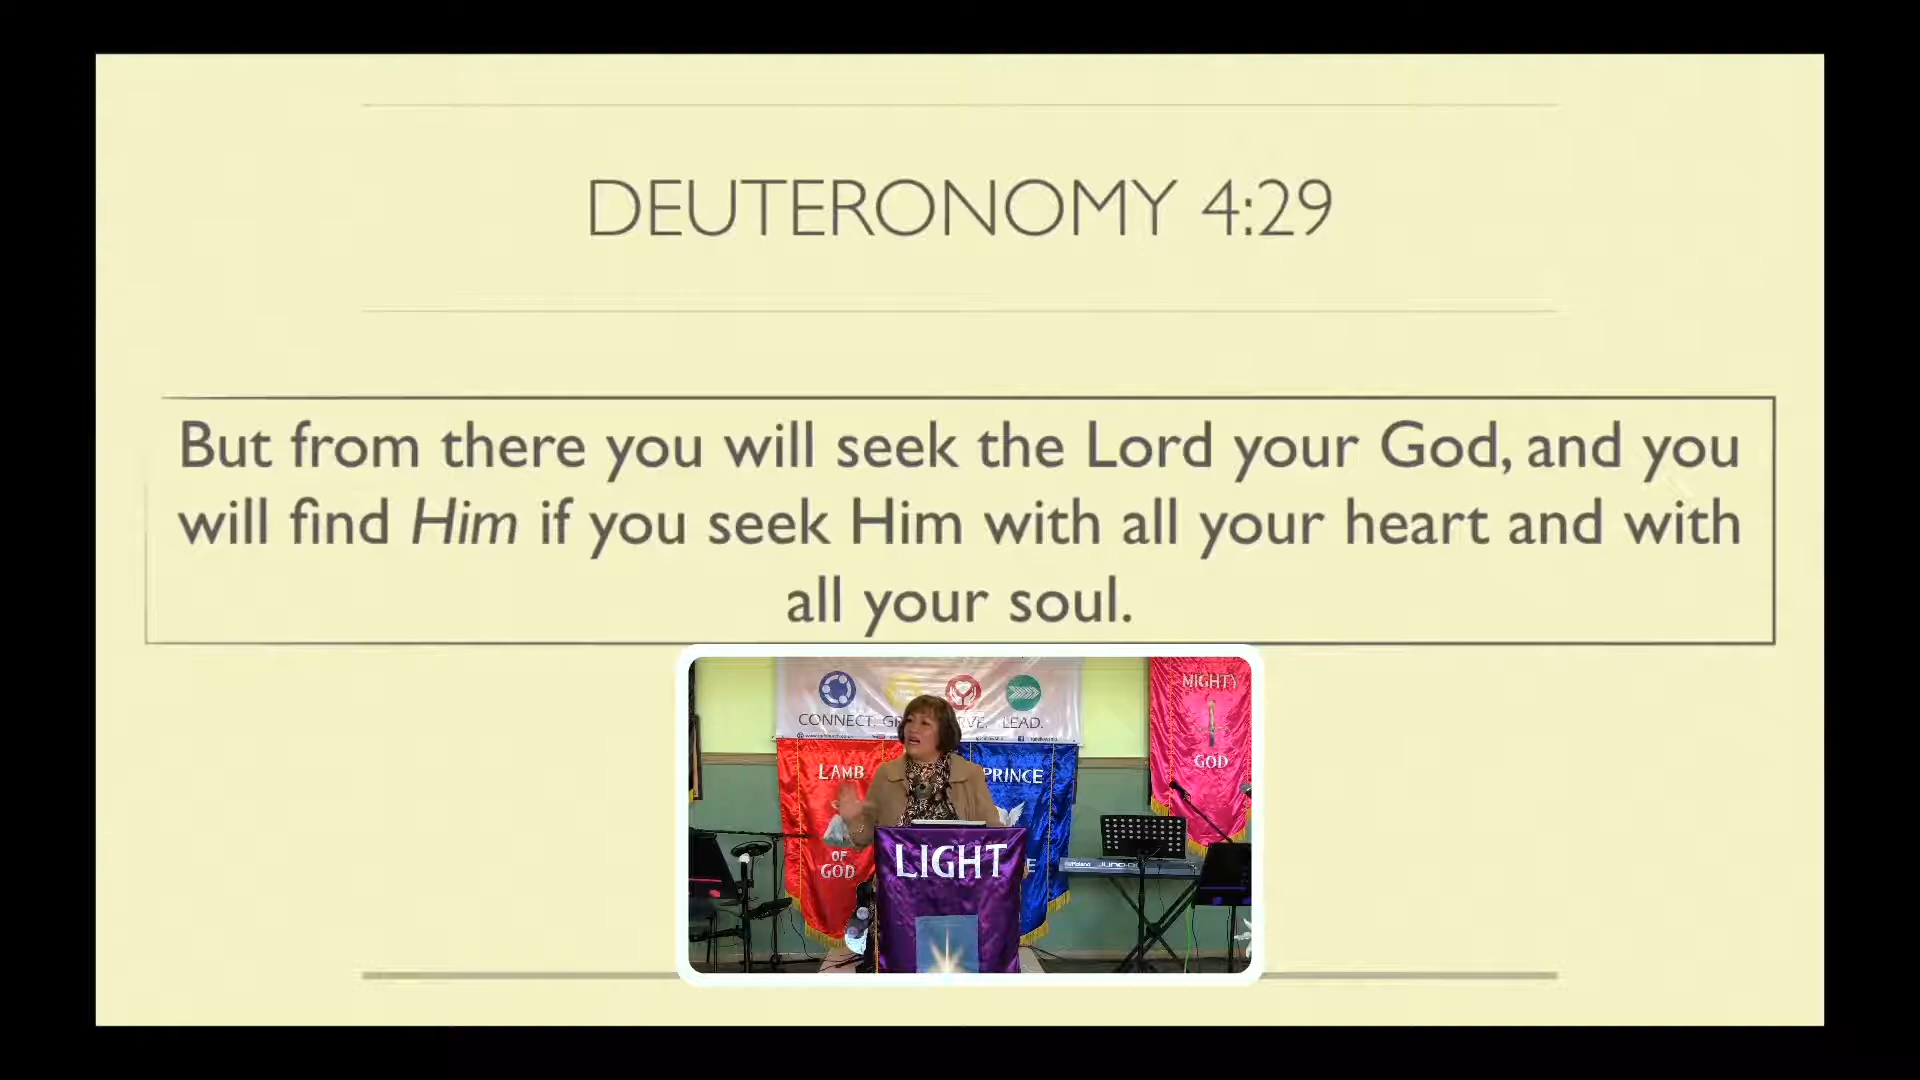 DEUTERONOMY 4:29
But from there you will seek the Lord your God, and you
will find Him if you seek Him with all your heart and with
all your soul.
CONNECT. LEAD.
MIGHTY
GOD
LAMB
OF
GOD
PRINCE
LIGHT
Roland JUNO-D